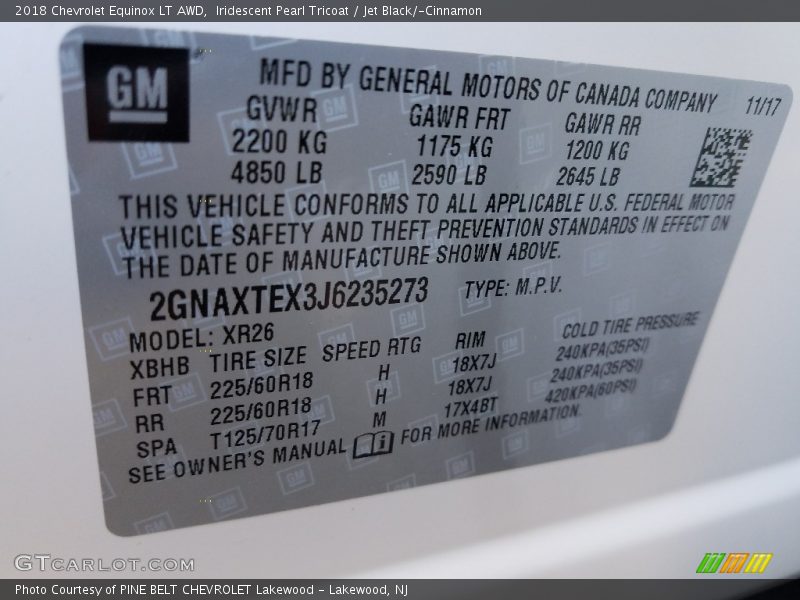 2018 Chevrolet Equinox LT AWD,  Iridescent Pearl Tricoat / Jet Black/­Cinnamon
GM
MFD BY GENERAL MOTORS OF CANADA COMPANY 11/17
GVWR GAWR FRT GAWR RR
2200 KG 1175 KG 1200 KG
4850 LB 2590 LB 2645 LB
THIS VEHICLE CONFORMS TO ALL APPLICABLE U.S. FEDERAL MOTOR
VEHICLE SAFETY AND THEFT PREVENTION STANDARDS IN EFFECT ON
THE DATE OF MANUFACTURE SHOWN ABOVE.
2GNAXTEX3J6235273 TYPE: M.P.V.
MODEL: XR26
XBHB TIRE SIZE SPEED RTG RIM COLD TIRE PRESSURE
FRT 225/60R18 H 18X7J 240KPA(35PSI)
RR 225/60R18 H 18X7J 240KPA(35PSI)
SPA T125/70R17 M 17X4BT 420KPA(60PSI)
SEE OWNER'S MANUAL i FOR MORE INFORMATION.
GTCARLOT.COM
Photo Courtesy of PINE BELT CHEVROLET Lakewood - Lakewood, NJ